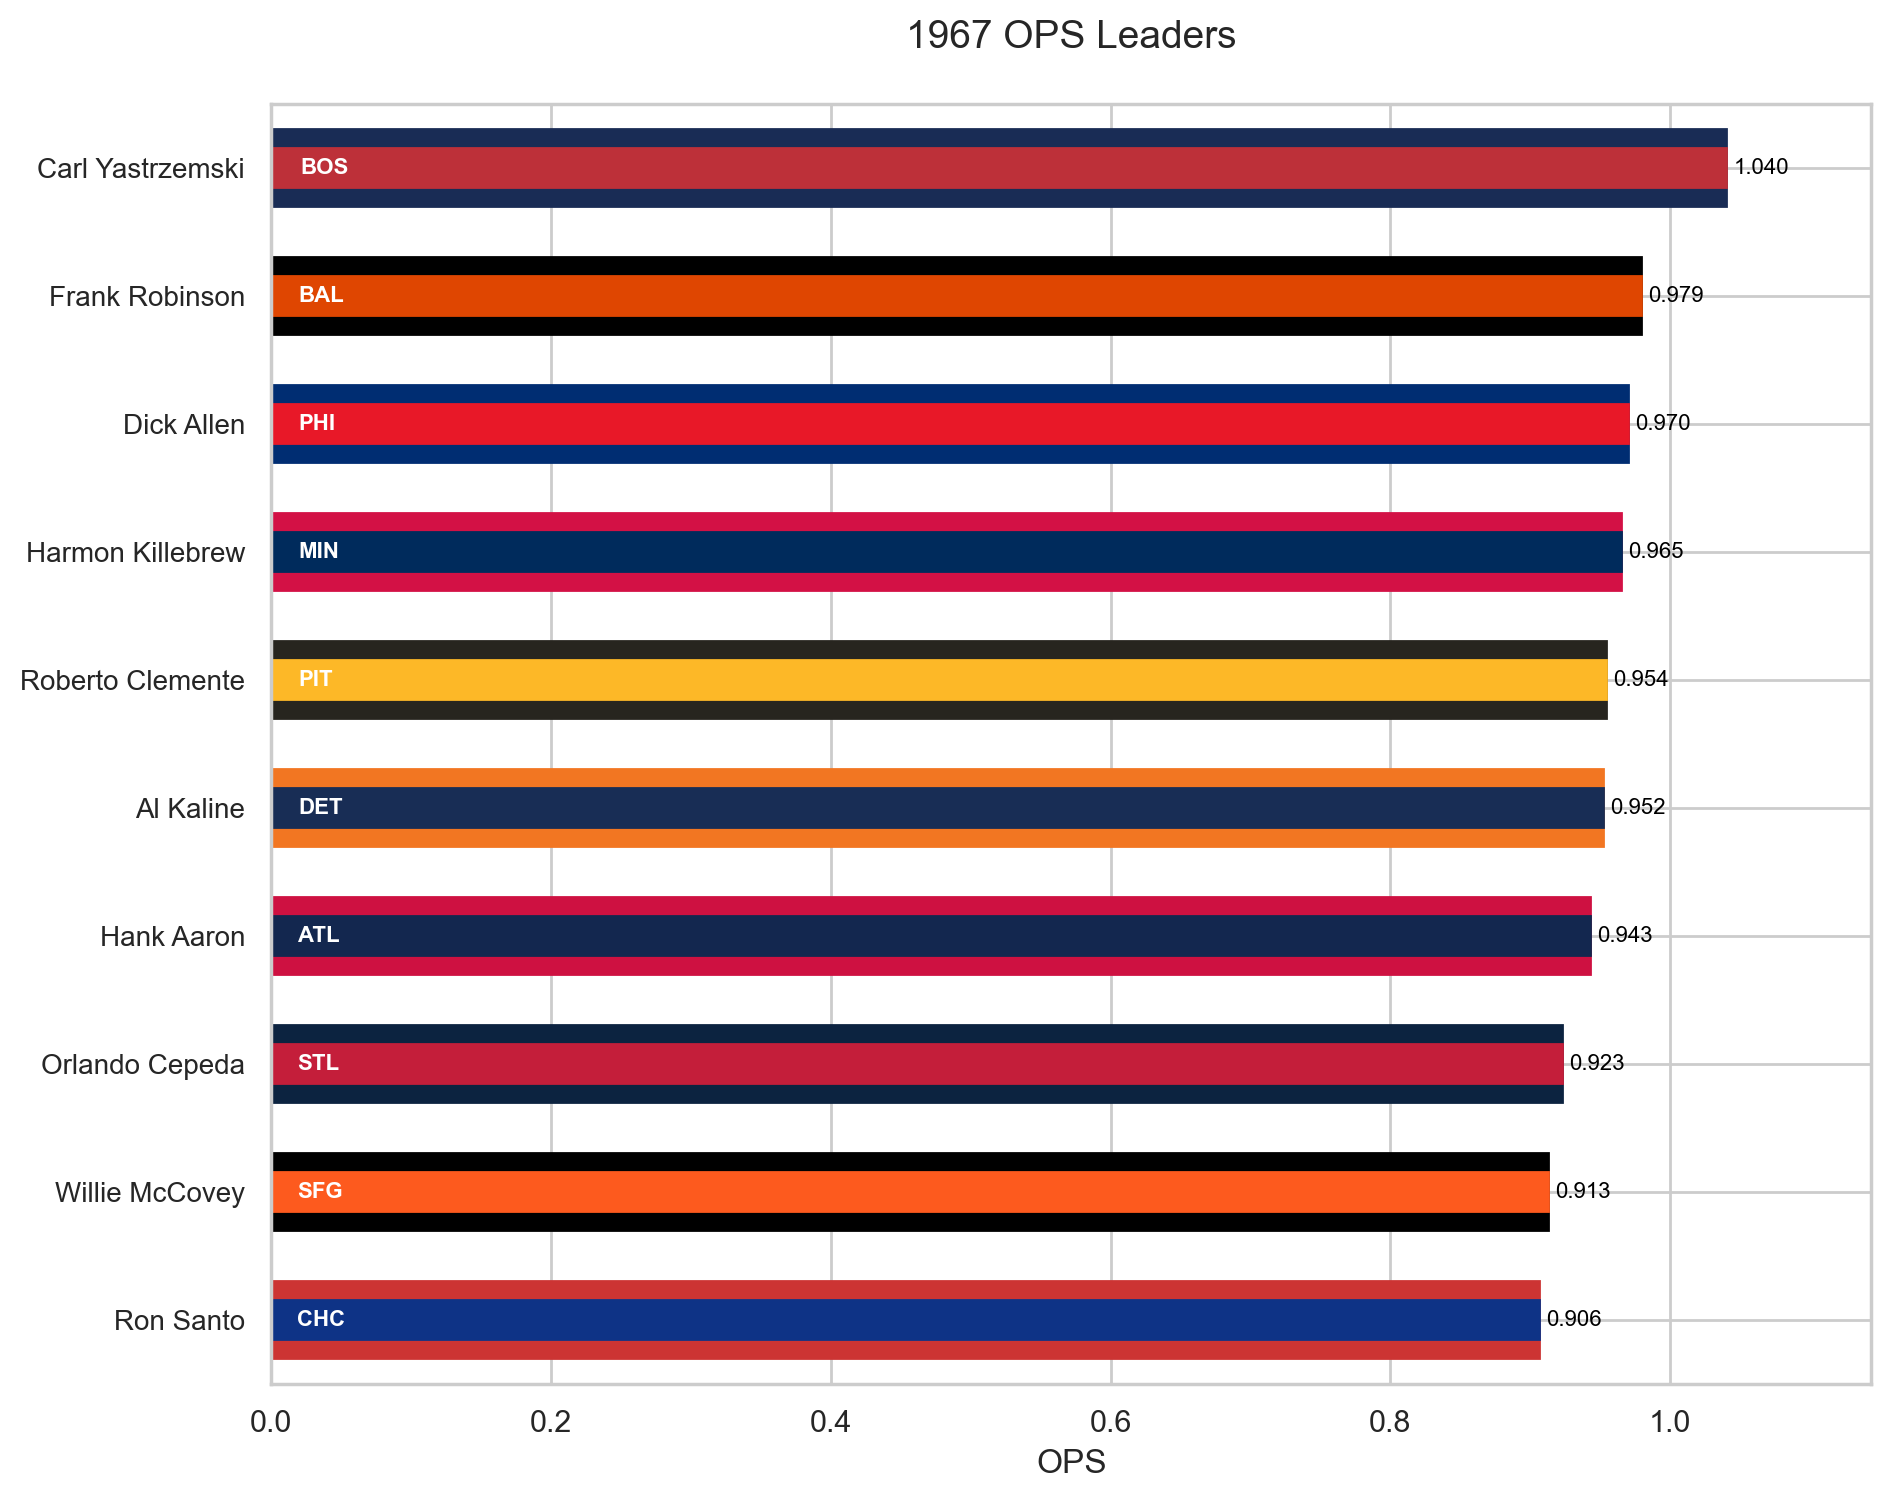 1967 OPS Leaders
Carl Yastrzemski BOS 1.040
Frank Robinson BAL 0.979
Dick Allen PHI 0.970
Harmon Killebrew MIN 0.965
Roberto Clemente PIT 0.954
Al Kaline DET 0.952
Hank Aaron ATL 0.943
Orlando Cepeda STL 0.923
Willie McCovey SFG 0.913
Ron Santo CHC 0.906
0.0 0.2 0.4 0.6 0.8 1.0
OPS